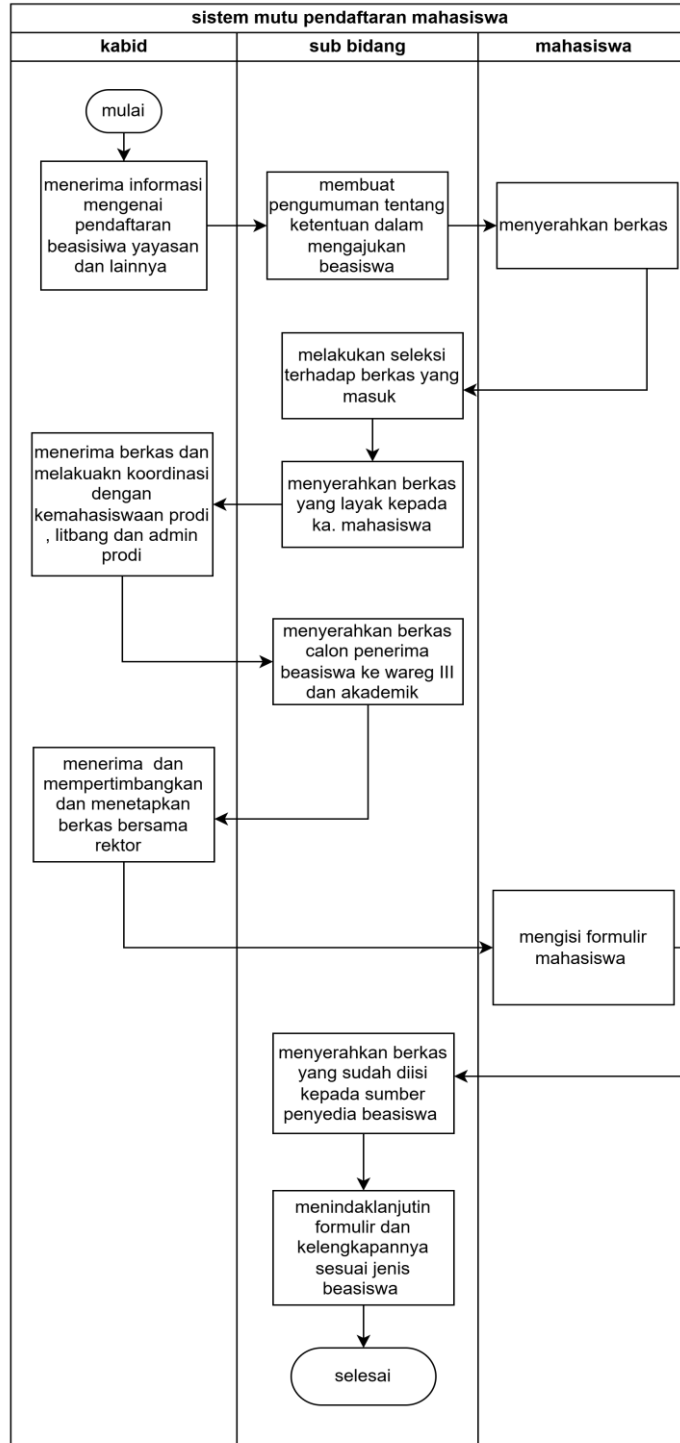 sistem mutu pendaftaran mahasiswa
kabid
sub bidang
mahasiswa
mulai
menerima informasi
mengenai
pendaftaran
beasisiwa yayasan
dan lainnya
membuat
pengumuman tentang
ketentuan dalam
mengajukan
beasiswa
menyerahkan berkas
melakukan seleksi
terhadap berkas yang
masuk
menyerahkan berkas
yang layak kepada
ka. mahasiswa
menerima berkas dan
melakuakn koordinasi
dengan
kemahasiswaan prodi
, litbang dan admin
prodi
menyerahkan berkas
calon penerima
beasiswa ke wareg III
dan akademik
menerima  dan
mempertimbangkan
dan menetapkan
berkas bersama
rektor
mengisi formulir
mahasiswa
menyerahkan berkas
yang sudah diisi
kepada sumber
penyedia beasiswa
menindaklanjutin
formulir dan
kelengkapannya
sesuai jenis
beasiswa
selesai